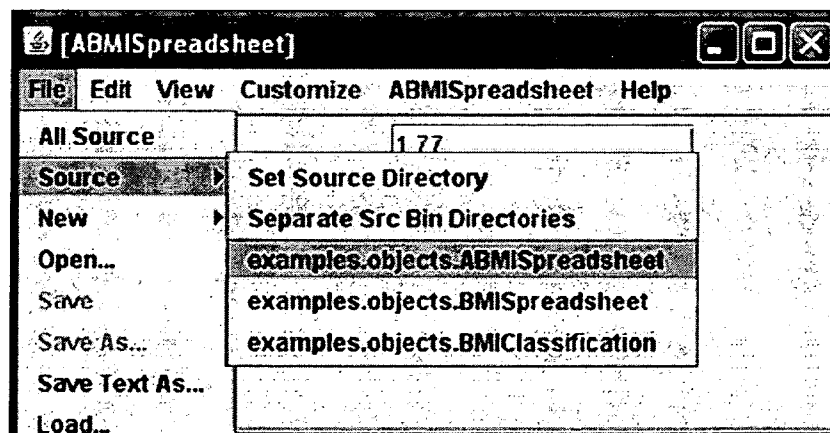 [ABMISpreadsheet]
File Edit View Customize ABMISpreadsheet Help
All Source
1.77
Source
Set Source Directory
New
Separate Src Bin Directories
Open...
examples.objects.ABMISpreadsheet
Save
examples.objects.BMISpreadsheet
Save As...
examples.objects.BMIClassification
Save Text As...
Load...